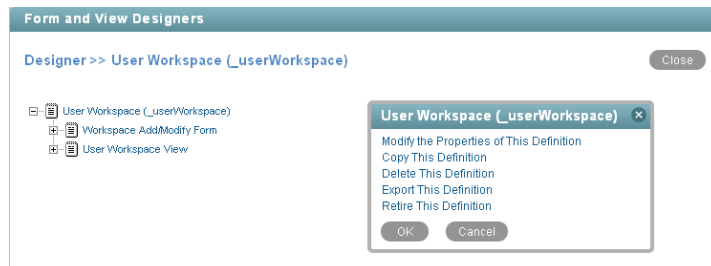 Form and View Designers
Designer >> User Workspace (_userWorkspace)
Close
User Workspace (_userWorkspace)
Workspace Add/Modify Form
User Workspace View
User Workspace (_userWorkspace)
Modify the Properties of This Definition
Copy This Definition
Delete This Definition
Export This Definition
Retire This Definition
OK Cancel